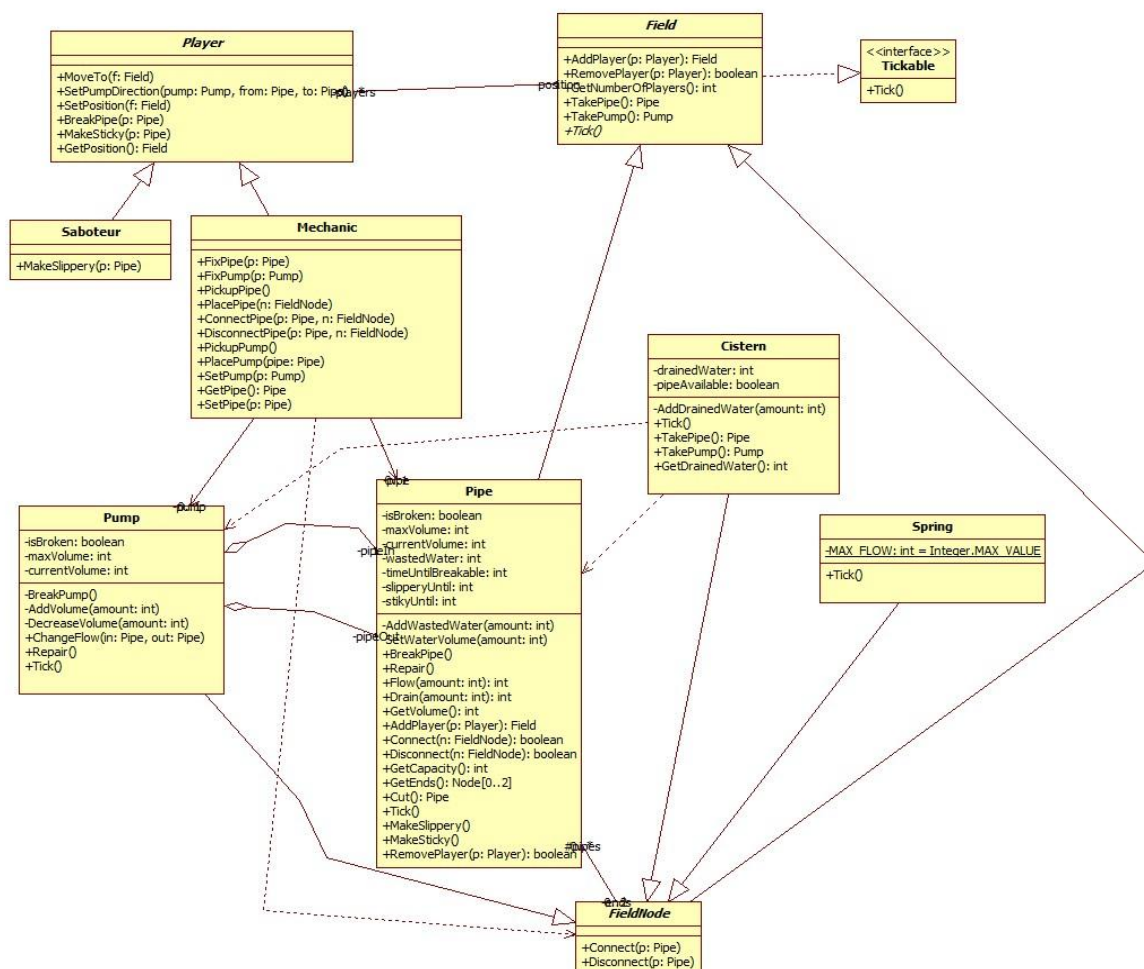 Player
+MoveTo(f: Field)
+SetPumpDirection(pump: Pump, from: Pipe, to: Pipe)
+SetPosition(f: Field)
+BreakPipe(p: Pipe)
+MakeSticky(p: Pipe)
+GetPosition(): Field
-players
position
Field
+AddPlayer(p: Player): Field
+RemovePlayer(p: Player): boolean
+GetNumberOfPlayers(): int
+TakePipe(): Pipe
+TakePump(): Pump
+Tick()
<<interface>>
Tickable
+Tick()
Saboteur
+MakeSlippery(p: Pipe)
Mechanic
+FixPipe(p: Pipe)
+FixPump(p: Pump)
+PickupPipe()
+PlacePipe(n: FieldNode)
+ConnectPipe(p: Pipe, n: FieldNode)
+DisconnectPipe(p: Pipe, n: FieldNode)
+PickupPump()
+PlacePump(pipe: Pipe)
+SetPump(p: Pump)
+GetPipe(): Pipe
+SetPipe(p: Pipe)
Cistern
-drainedWater: int
-pipeAvailable: boolean
-AddDrainedWater(amount: int)
+Tick()
+TakePipe(): Pipe
+TakePump(): Pump
+GetDrainedWater(): int
Pump
-isBroken: boolean
-maxVolume: int
-currentVolume: int
-BreakPump()
-AddVolume(amount: int)
-DecreaseVolume(amount: int)
+ChangeFlow(in: Pipe, out: Pipe)
+Repair()
+Tick()
-pipeIn
-pipeOut
Pipe
-isBroken: boolean
-maxVolume: int
-currentVolume: int
-wastedWater: int
-timeUntilBreakable: int
-slipperyUntil: int
-stikyUntil: int
-AddWastedWater(amount: int)
-SetWaterVolume(amount: int)
+BreakPipe()
+Repair()
+Flow(amount: int): int
+Drain(amount: int): int
+GetVolume(): int
+AddPlayer(p: Player): Field
+Connect(n: FieldNode): boolean
+Disconnect(n: FieldNode): boolean
+GetCapacity(): int
+GetEnds(): Node[0..2]
+Cut(): Pipe
+Tick()
+MakeSlippery()
+MakeSticky()
+RemovePlayer(p: Player): boolean
Spring
-MAX_FLOW: int = Integer.MAX_VALUE
+Tick()
#pipes
-ends
FieldNode
+Connect(p: Pipe)
+Disconnect(p: Pipe)